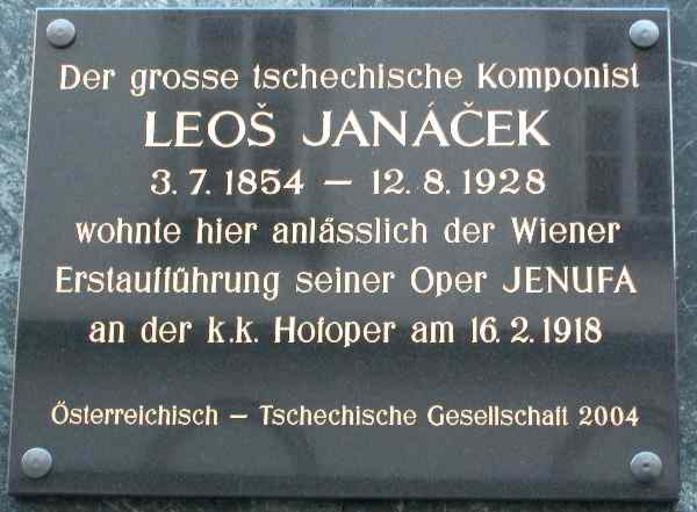 Der grosse tschechische Komponist
LEOŠ JANÁČEK
3. 7. 1854 – 12. 8. 1928
wohnte hier anlässlich der Wiener
Erstaufführung seiner Oper JENUFA
an der k.k. Hofoper am 16. 2. 1918
Österreichisch – Tschechische Gesellschaft 2004